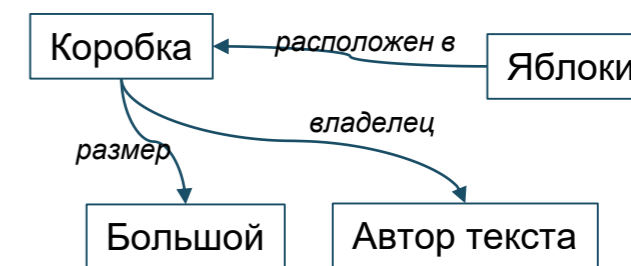 Коробка
расположен в
Яблоки
владелец
размер
Большой
Автор текста